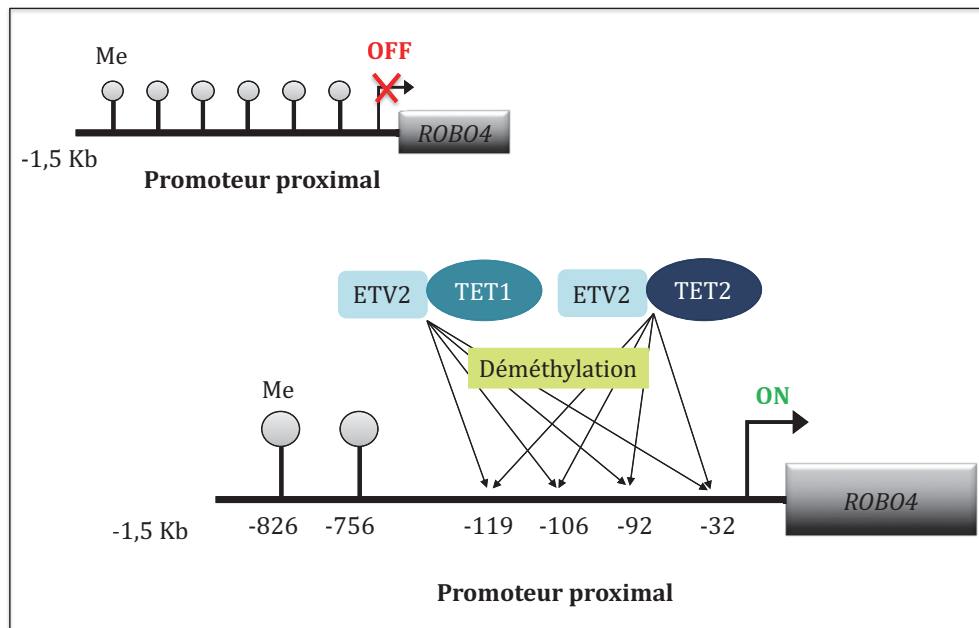 Me
OFF
ROBO4
-1,5 Kb
Promoteur proximal
ETV2 TET1 ETV2 TET2
Déméthylation
Me
ON
ROBO4
-1,5 Kb -826 -756 -119 -106 -92 -32
Promoteur proximal